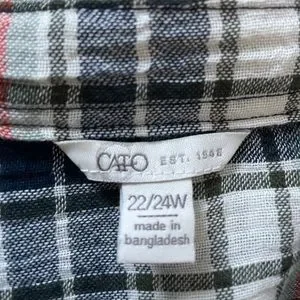 CATO EST. 1946
22/24W
made in
bangladesh